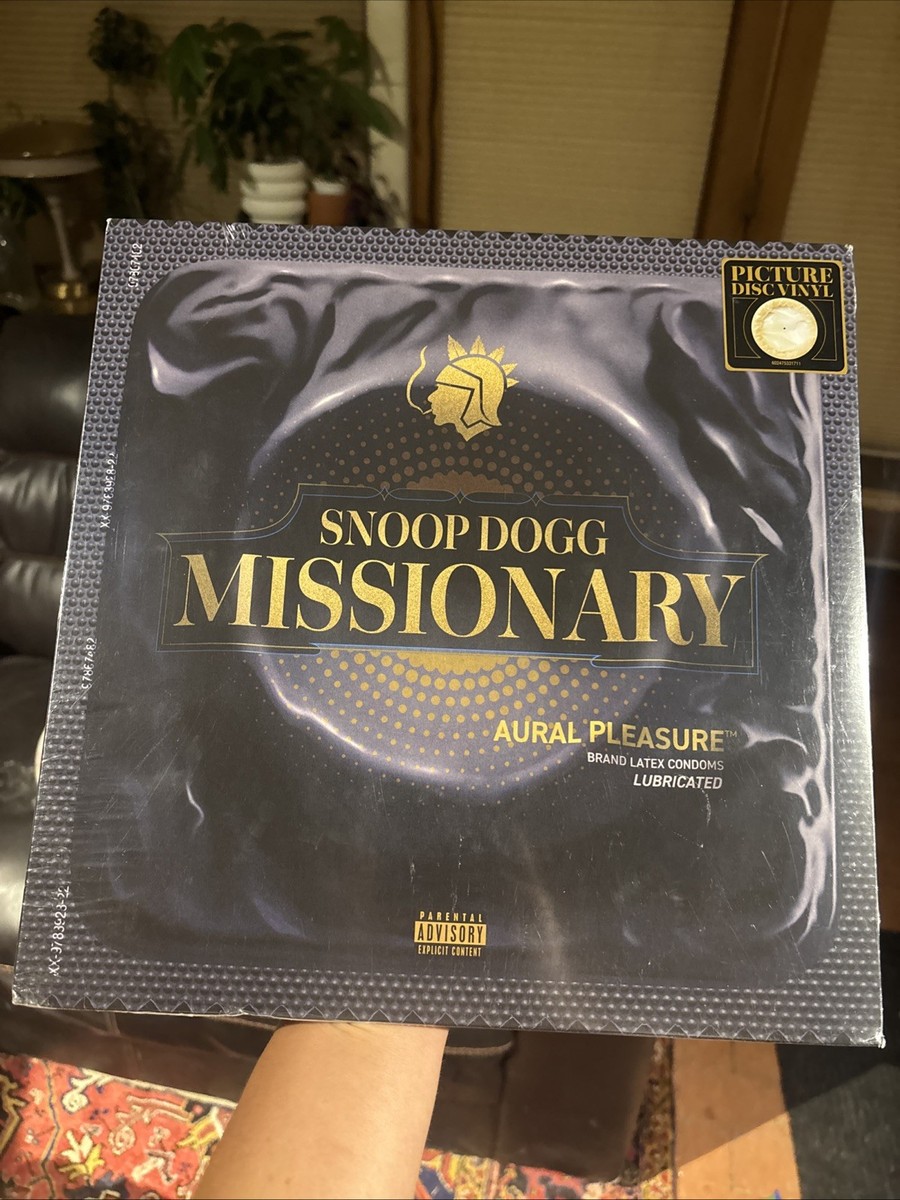 PICTURE
DISC VINYL
SNOOP DOGG
MISSIONARY
AURAL PLEASURE™
BRAND LATEX CONDOMS
LUBRICATED
PARENTAL
ADVISORY
EXPLICIT CONTENT